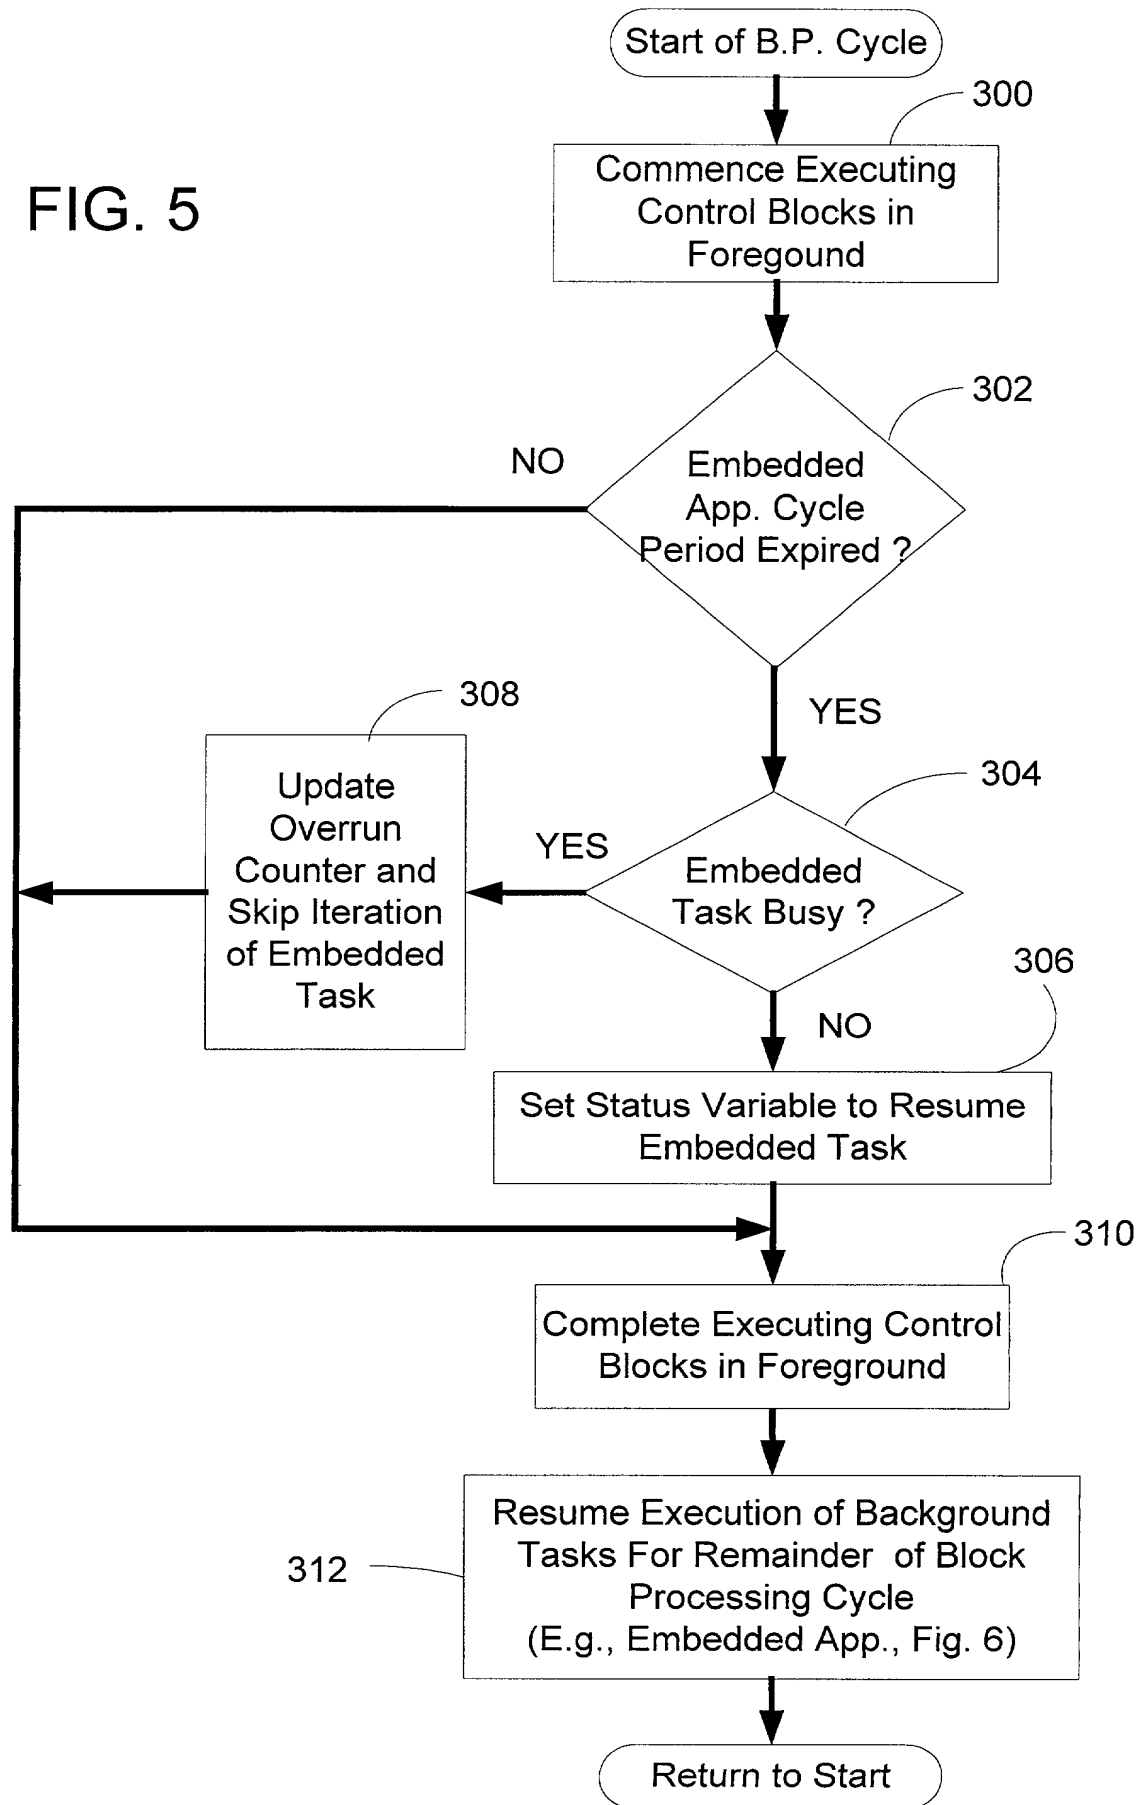 Start of B.P. Cycle
300
Commence Executing
Control Blocks in
Foregound
FIG. 5
302
NO
Embedded
App. Cycle
Period Expired ?
YES
308
Update
Overrun
Counter and
Skip Iteration
of Embedded
Task
304
YES
Embedded
Task Busy ?
NO
306
Set Status Variable to Resume
Embedded Task
310
Complete Executing Control
Blocks in Foreground
312
Resume Execution of Background
Tasks For Remainder of Block
Processing Cycle
(E.g., Embedded App., Fig. 6)
Return to Start